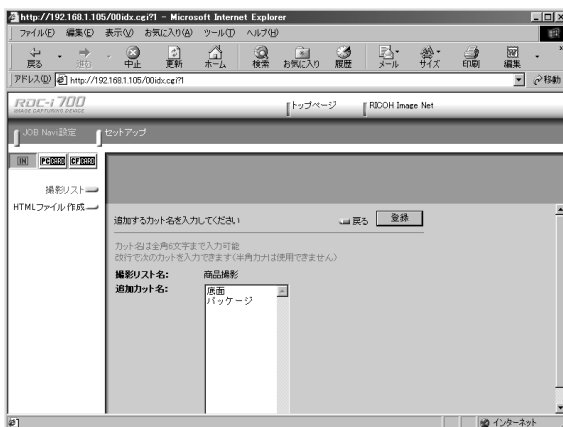 http://192.168.1.105/00idx.cgi?1 - Microsoft Internet Explorer
ファイル(F) 編集(E) 表示(V) お気に入り(A) ツール(T) ヘルプ(H)
戻る 進む 中止 更新 ホーム 検索 お気に入り 履歴 メール サイズ 印刷 編集
アドレス(D) http://192.168.1.105/00idx.cgi?1 移動
RDC-i 700
IMAGE CAPTURING DEVICE
トップページ RICOH Image Net
JOB Navi設定 セットアップ
IN PC CARD CF CARD
撮影リスト
HTMLファイル作成
追加するカット名を入力してください 戻る 登録
カット名は全角6文字まで入力可能
改行で次のカットを入力できます(半角カナは使用できません)
撮影リスト名: 商品撮影
追加カット名: 底面
パッケージ
インターネット